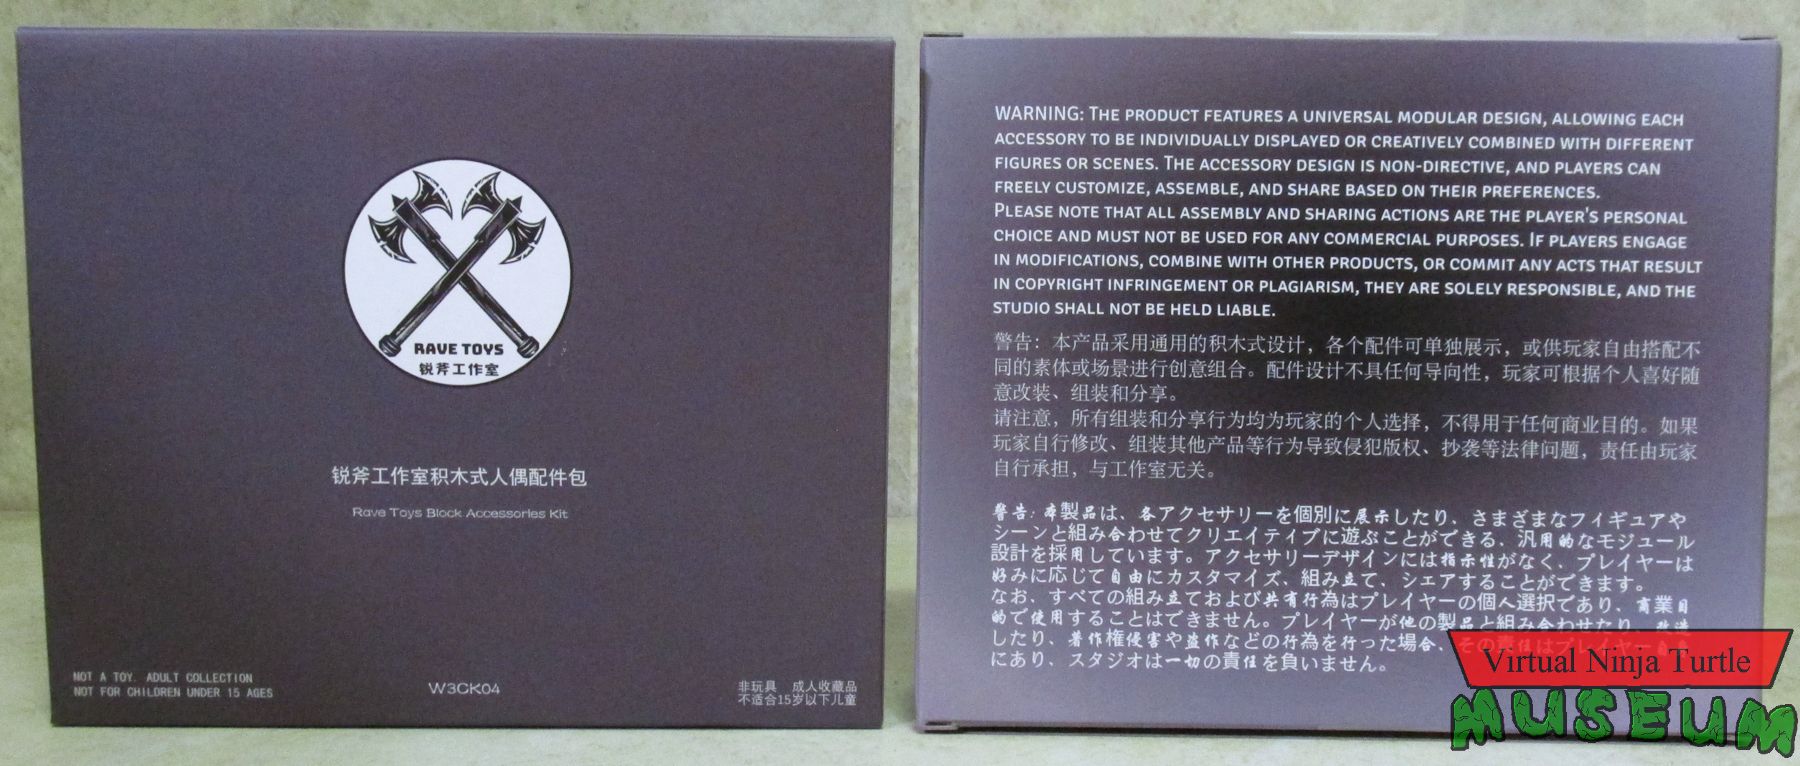 RAVE TOYS
锐斧工作室
锐斧工作室积木式人偶配件包
Rave Toys Block Accessories Kit
NOT A TOY. ADULT COLLECTION
NOT FOR CHILDREN UNDER 15 AGES
W3CK04
非玩具 成人收藏品
不适合15岁以下儿童
WARNING: THE PRODUCT FEATURES A UNIVERSAL MODULAR DESIGN, ALLOWING EACH
ACCESSORY TO BE INDIVIDUALLY DISPLAYED OR CREATIVELY COMBINED WITH DIFFERENT
FIGURES OR SCENES. THE ACCESSORY DESIGN IS NON-DIRECTIVE, AND PLAYERS CAN
FREELY CUSTOMIZE, ASSEMBLE, AND SHARE BASED ON THEIR PREFERENCES.
PLEASE NOTE THAT ALL ASSEMBLY AND SHARING ACTIONS ARE THE PLAYER'S PERSONAL
CHOICE AND MUST NOT BE USED FOR ANY COMMERCIAL PURPOSES. IF PLAYERS ENGAGE
IN MODIFICATIONS, COMBINE WITH OTHER PRODUCTS, OR COMMIT ANY ACTS THAT RESULT
IN COPYRIGHT INFRINGEMENT OR PLAGIARISM, THEY ARE SOLELY RESPONSIBLE, AND THE
STUDIO SHALL NOT BE HELD LIABLE.
警告：本产品采用通用的积木式设计，各个配件可单独展示，或供玩家自由搭配不
同的素体或场景进行创意组合。配件设计不具任何导向性，玩家可根据个人喜好随
意改装、组装和分享。
请注意，所有组装和分享行为均为玩家的个人选择，不得用于任何商业目的。如果
玩家自行修改、组装其他产品等行为导致侵犯版权、抄袭等法律问题，责任由玩家
自行承担，与工作室无关。
警告：本製品は、各アクセサリーを個別に展示したり、さまざまなフィギュアや
シーンと組み合わせてクリエイティブに遊ぶことができる、汎用的なモジュール
設計を採用しています。アクセサリーデザインには指示性がなく、プレイヤーは
好みに応じて自由にカスタマイズ、組み立て、シェアすることができます。
なお、すべての組み立ておよび共有行為はプレイヤーの個人選択であり、商業目
的で使用することはできません。プレイヤーが他の製品と組み合わせたり、改造
したり、著作権侵害や盗作などの行為を行った場合、その責任はプレイヤー自身
にあり、スタジオは一切の責任を負いません。
Virtual Ninja Turtle
MUSEUM